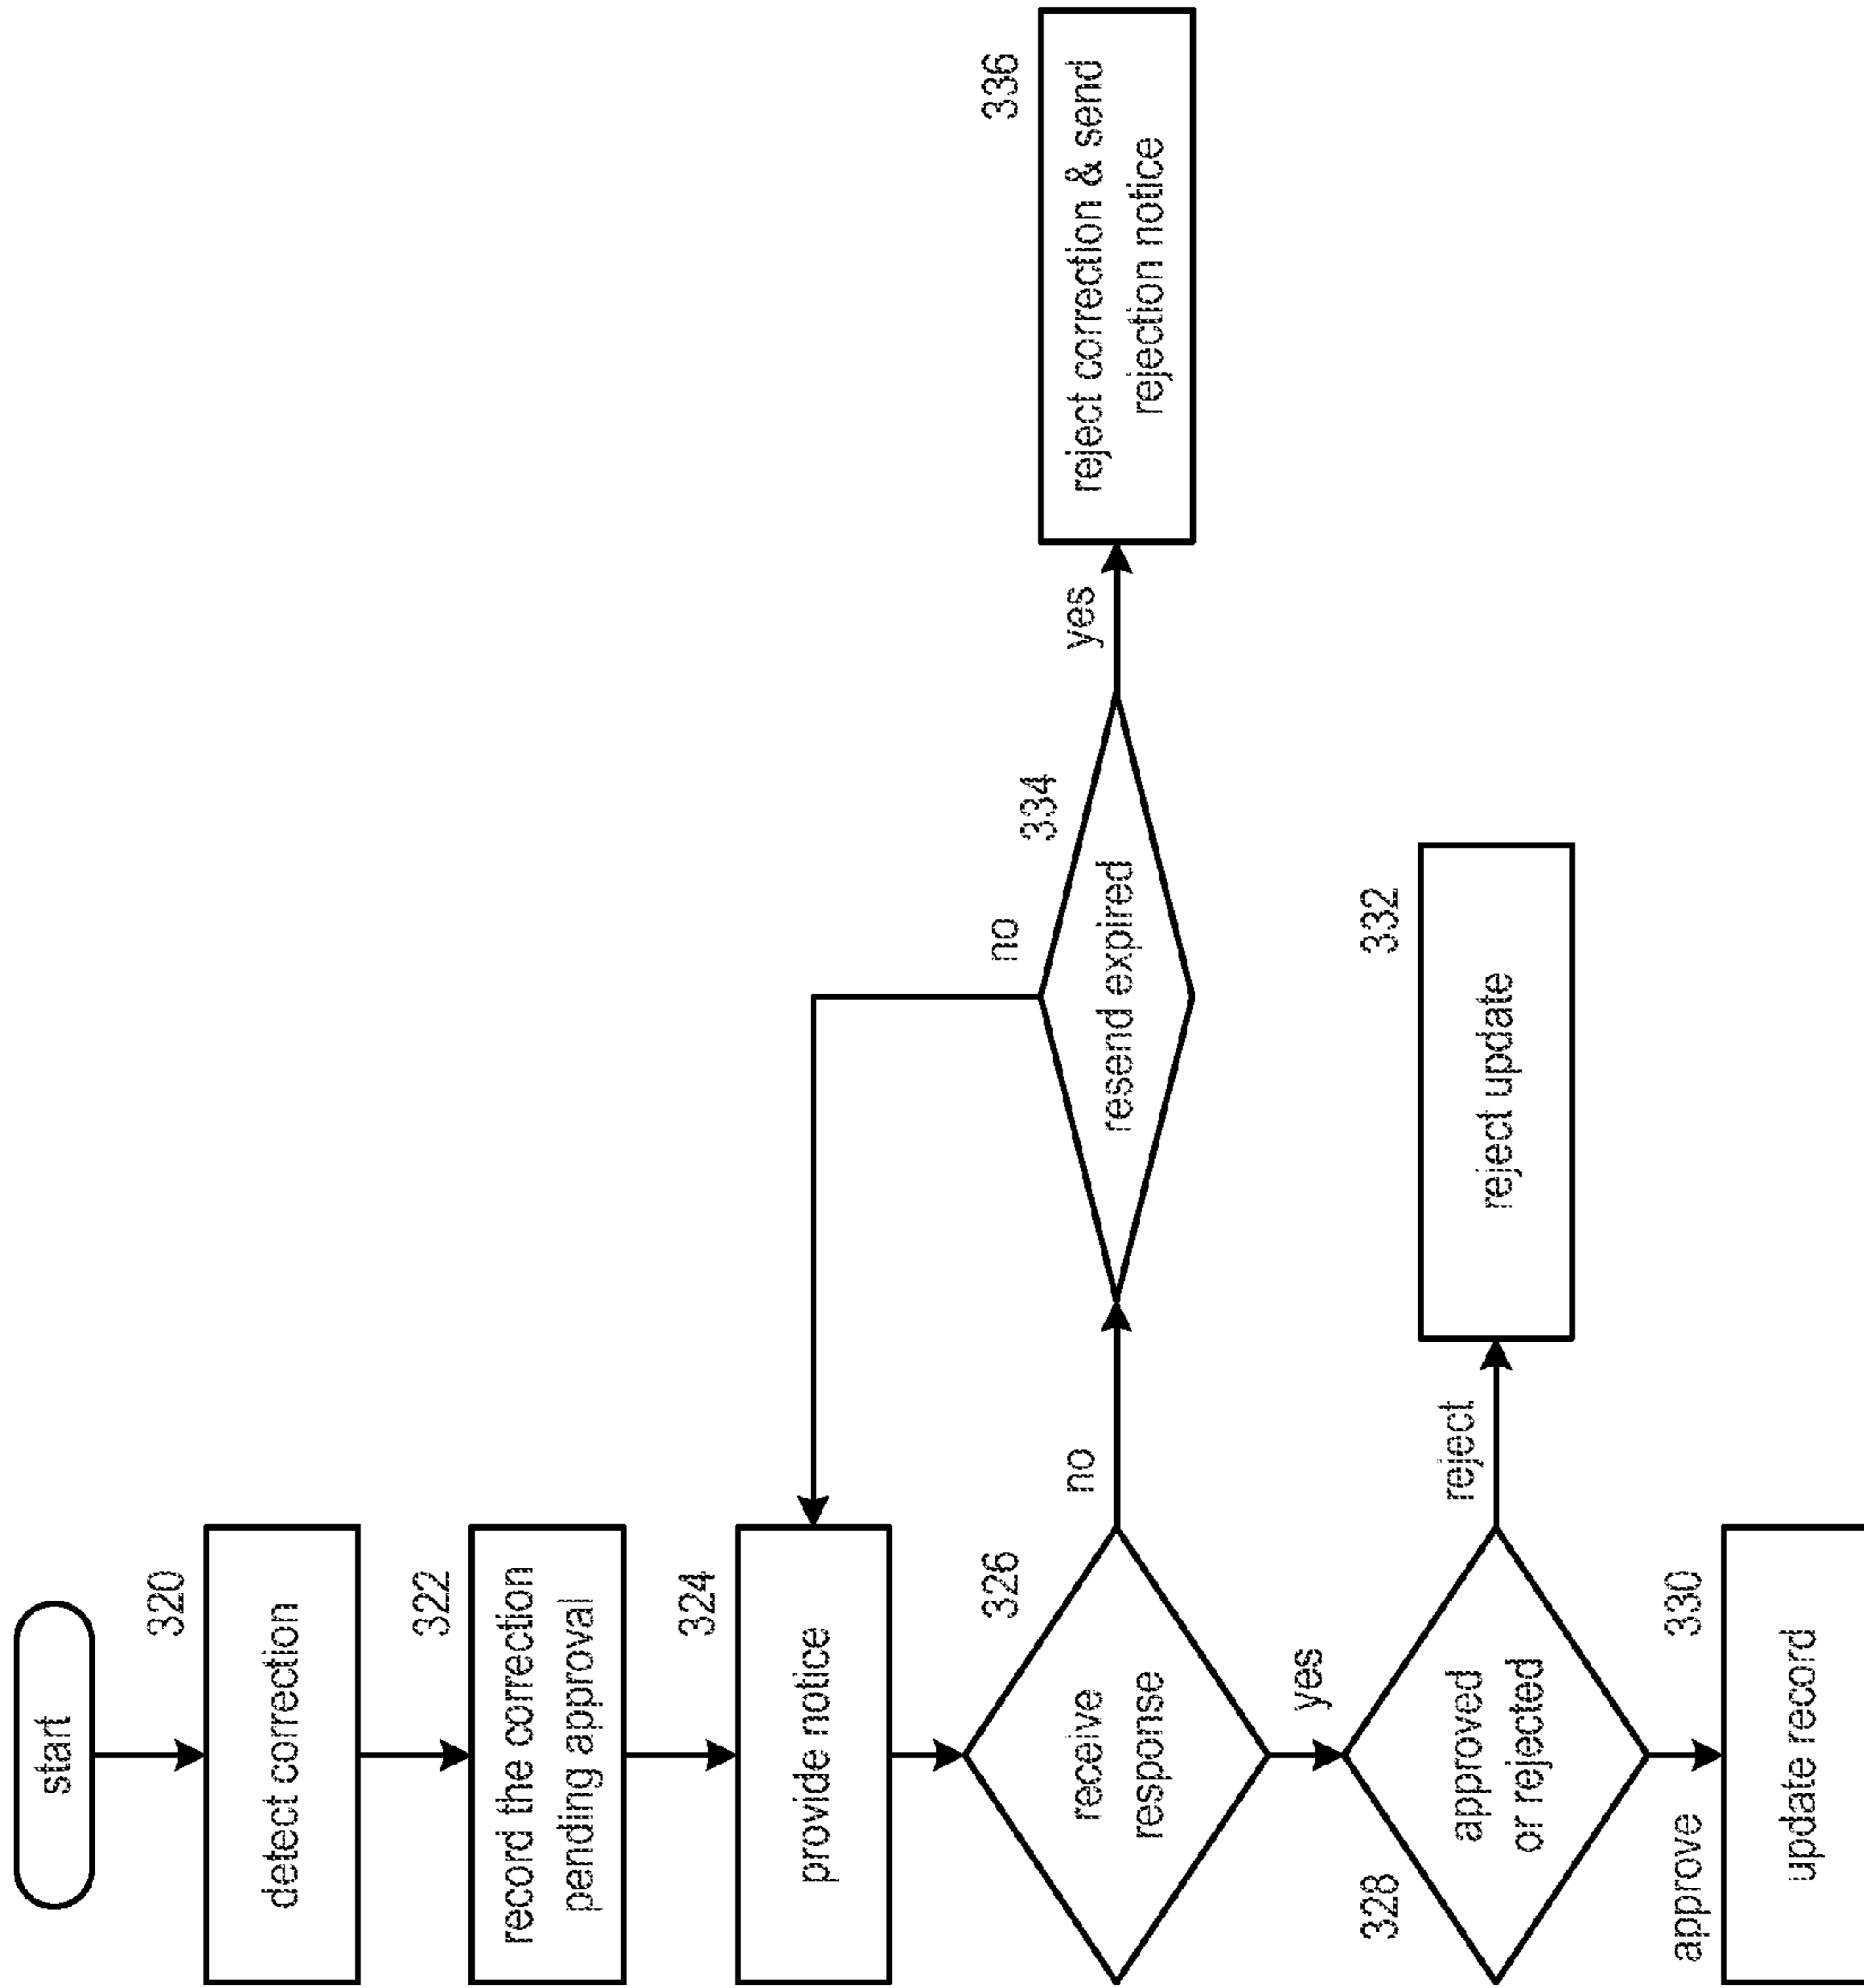 start
320
detect correction
322
record the correction
pending approval
324
provide notice
326
receive
response
no
334
resend expired
no
yes
336
reject correction & send
rejection notice
yes
328
approved
or rejected
reject
332
reject update
approve
330
update record